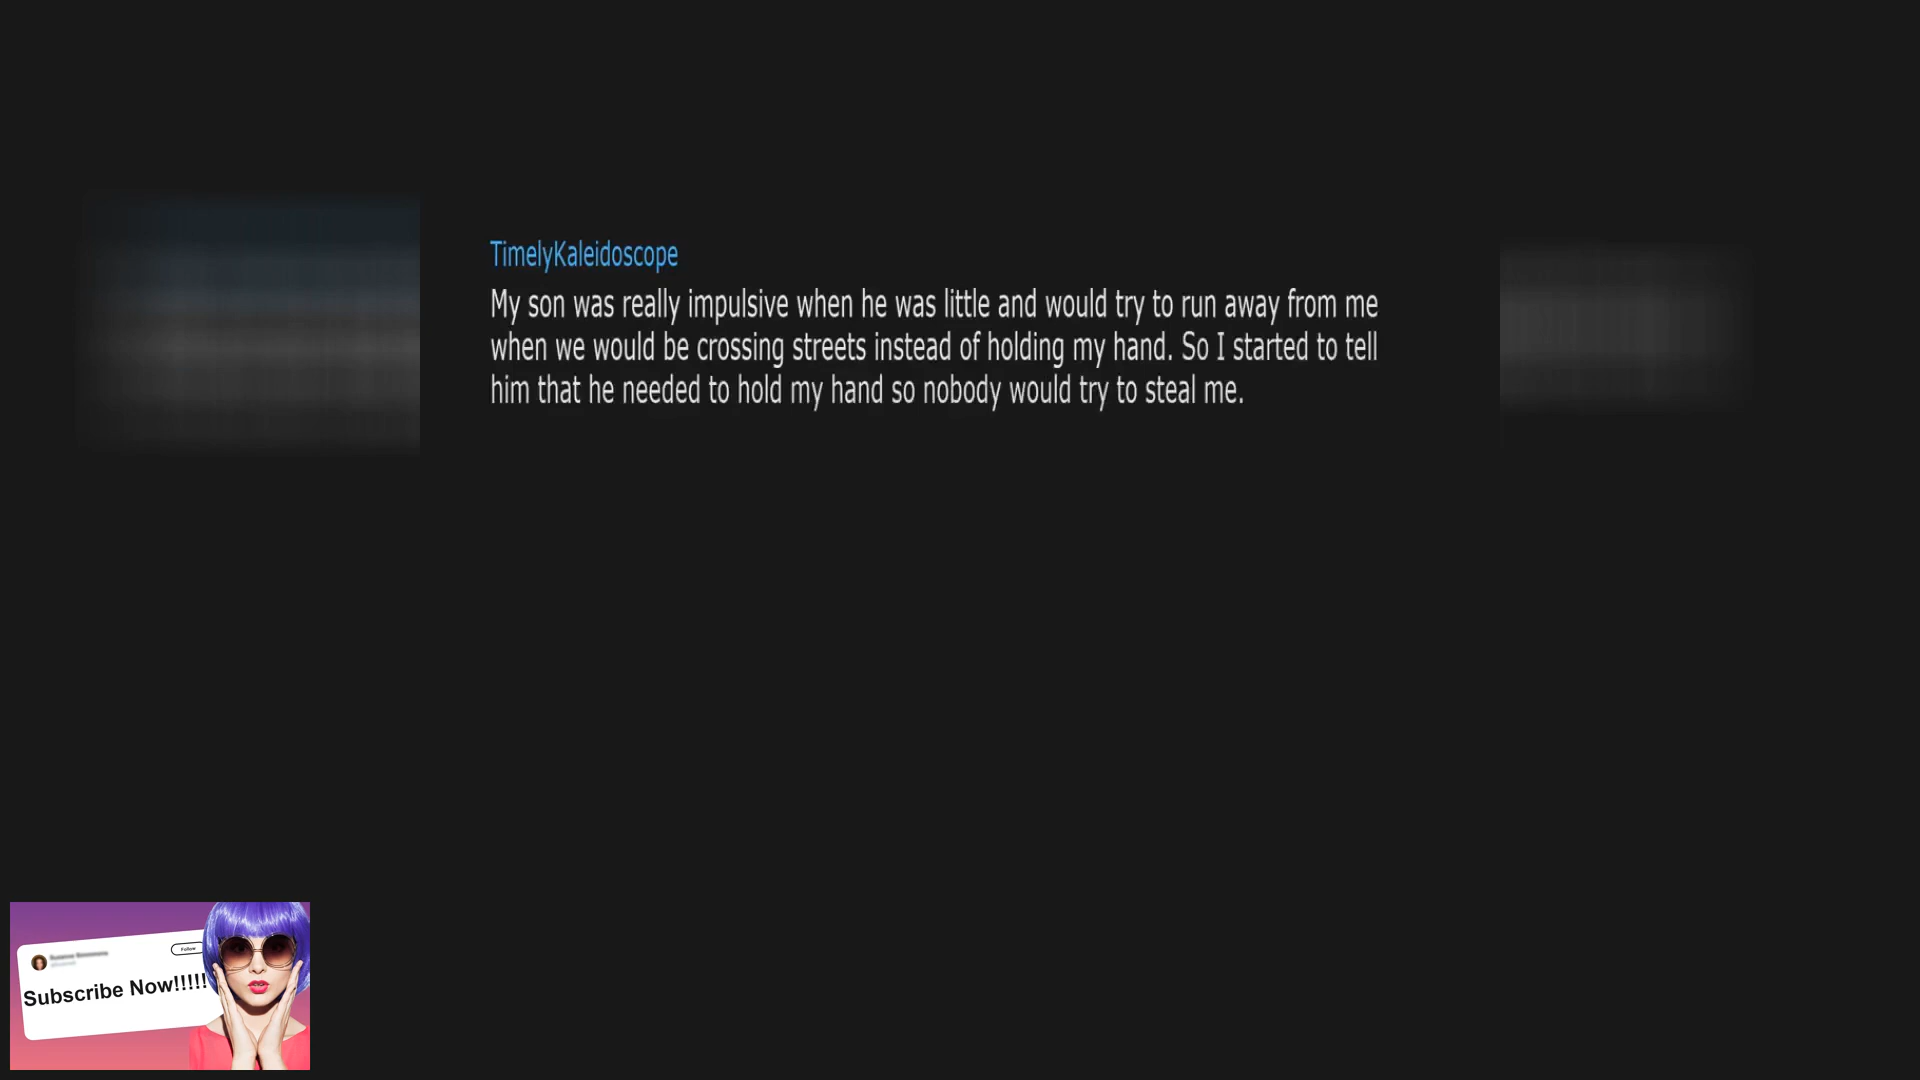 TimelyKaleidoscope
My son was really impulsive when he was little and would try to run away from me
when we would be crossing streets instead of holding my hand. So I started to tell
him that he needed to hold my hand so nobody would try to steal me.
Follow
Subscribe Now!!!!!